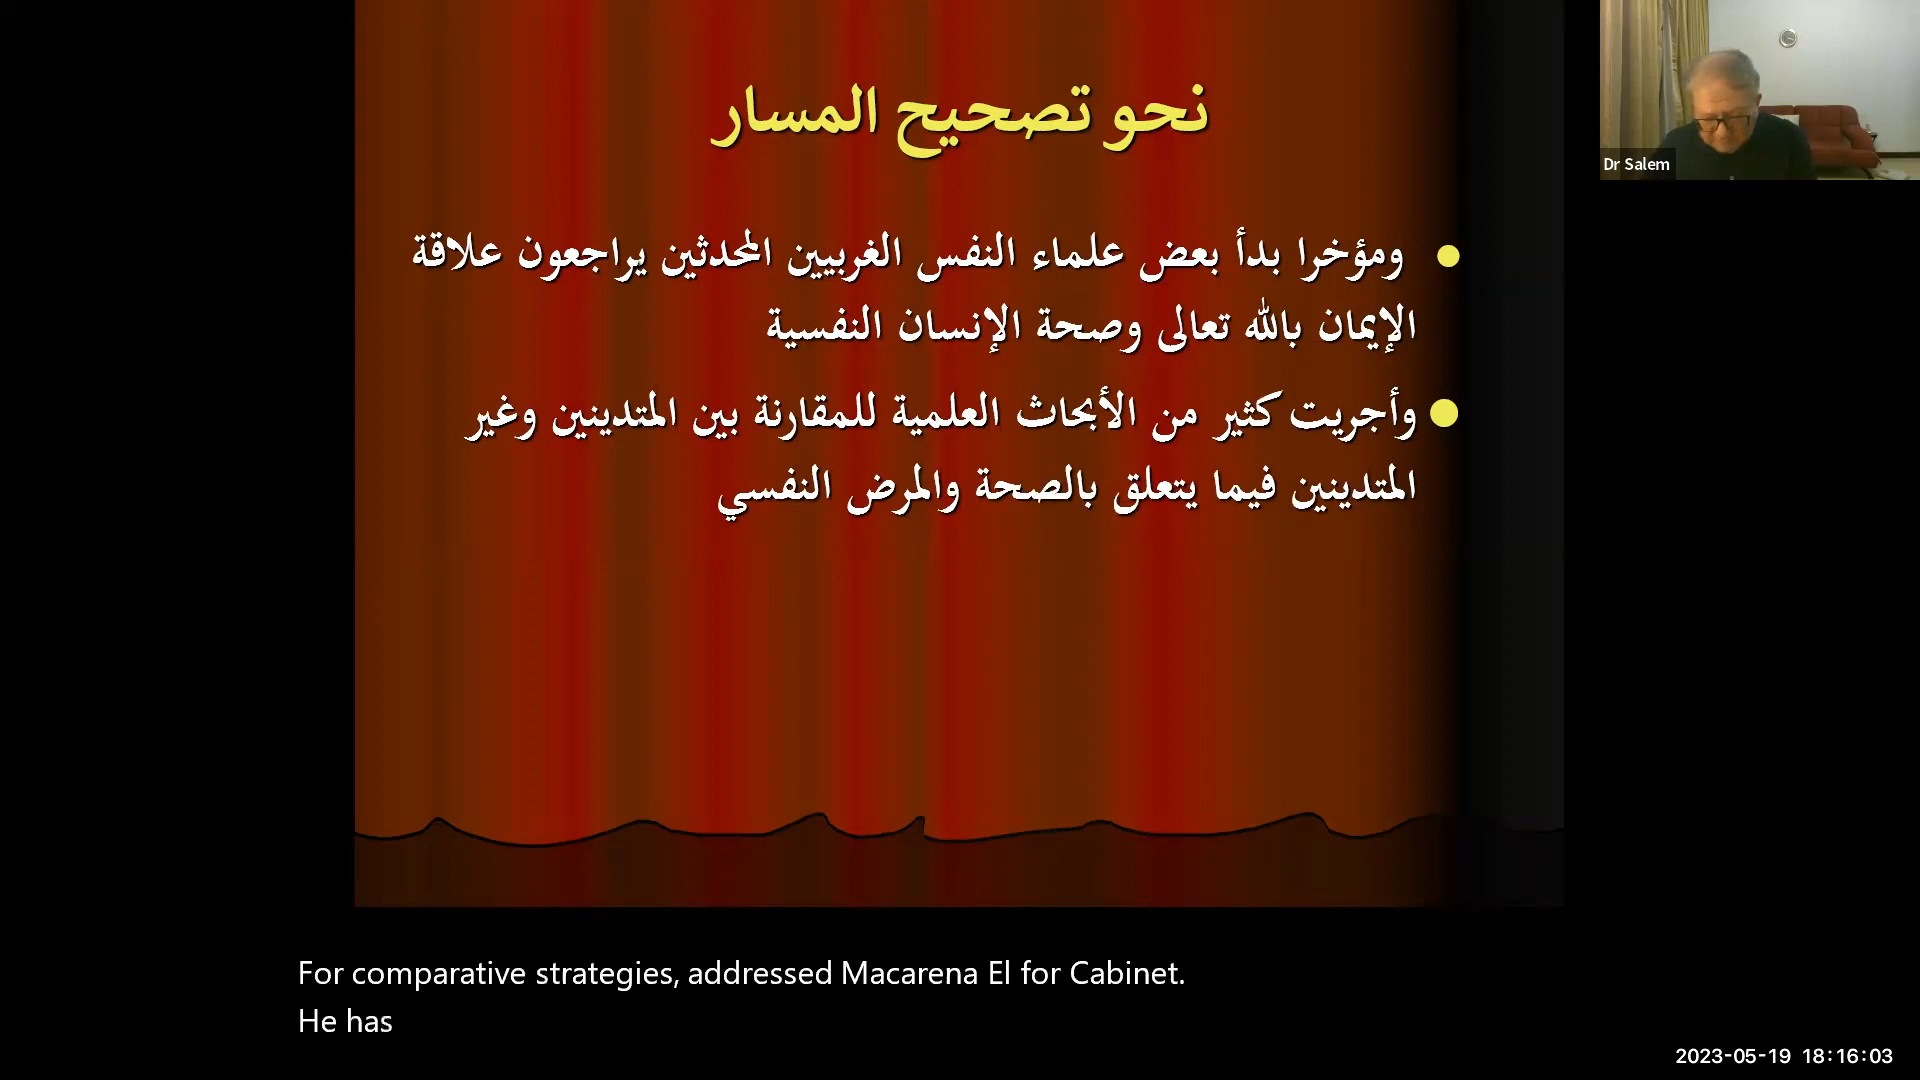 نحو تصحيح المسار
Dr Salem
ومؤخرا بدأ بعض علماء النفس الغربيين المحدثين يراجعون علاقة
الإيمان بالله تعالى وصحة الإنسان النفسية
وأجريت كثير من الأبحاث العلمية للمقارنة بين المتدينين وغير
المتدينين فيما يتعلق بالصحة والمرض النفسي
For comparative strategies, addressed Macarena El for Cabinet.
He has
2023-05-19 18:16:03